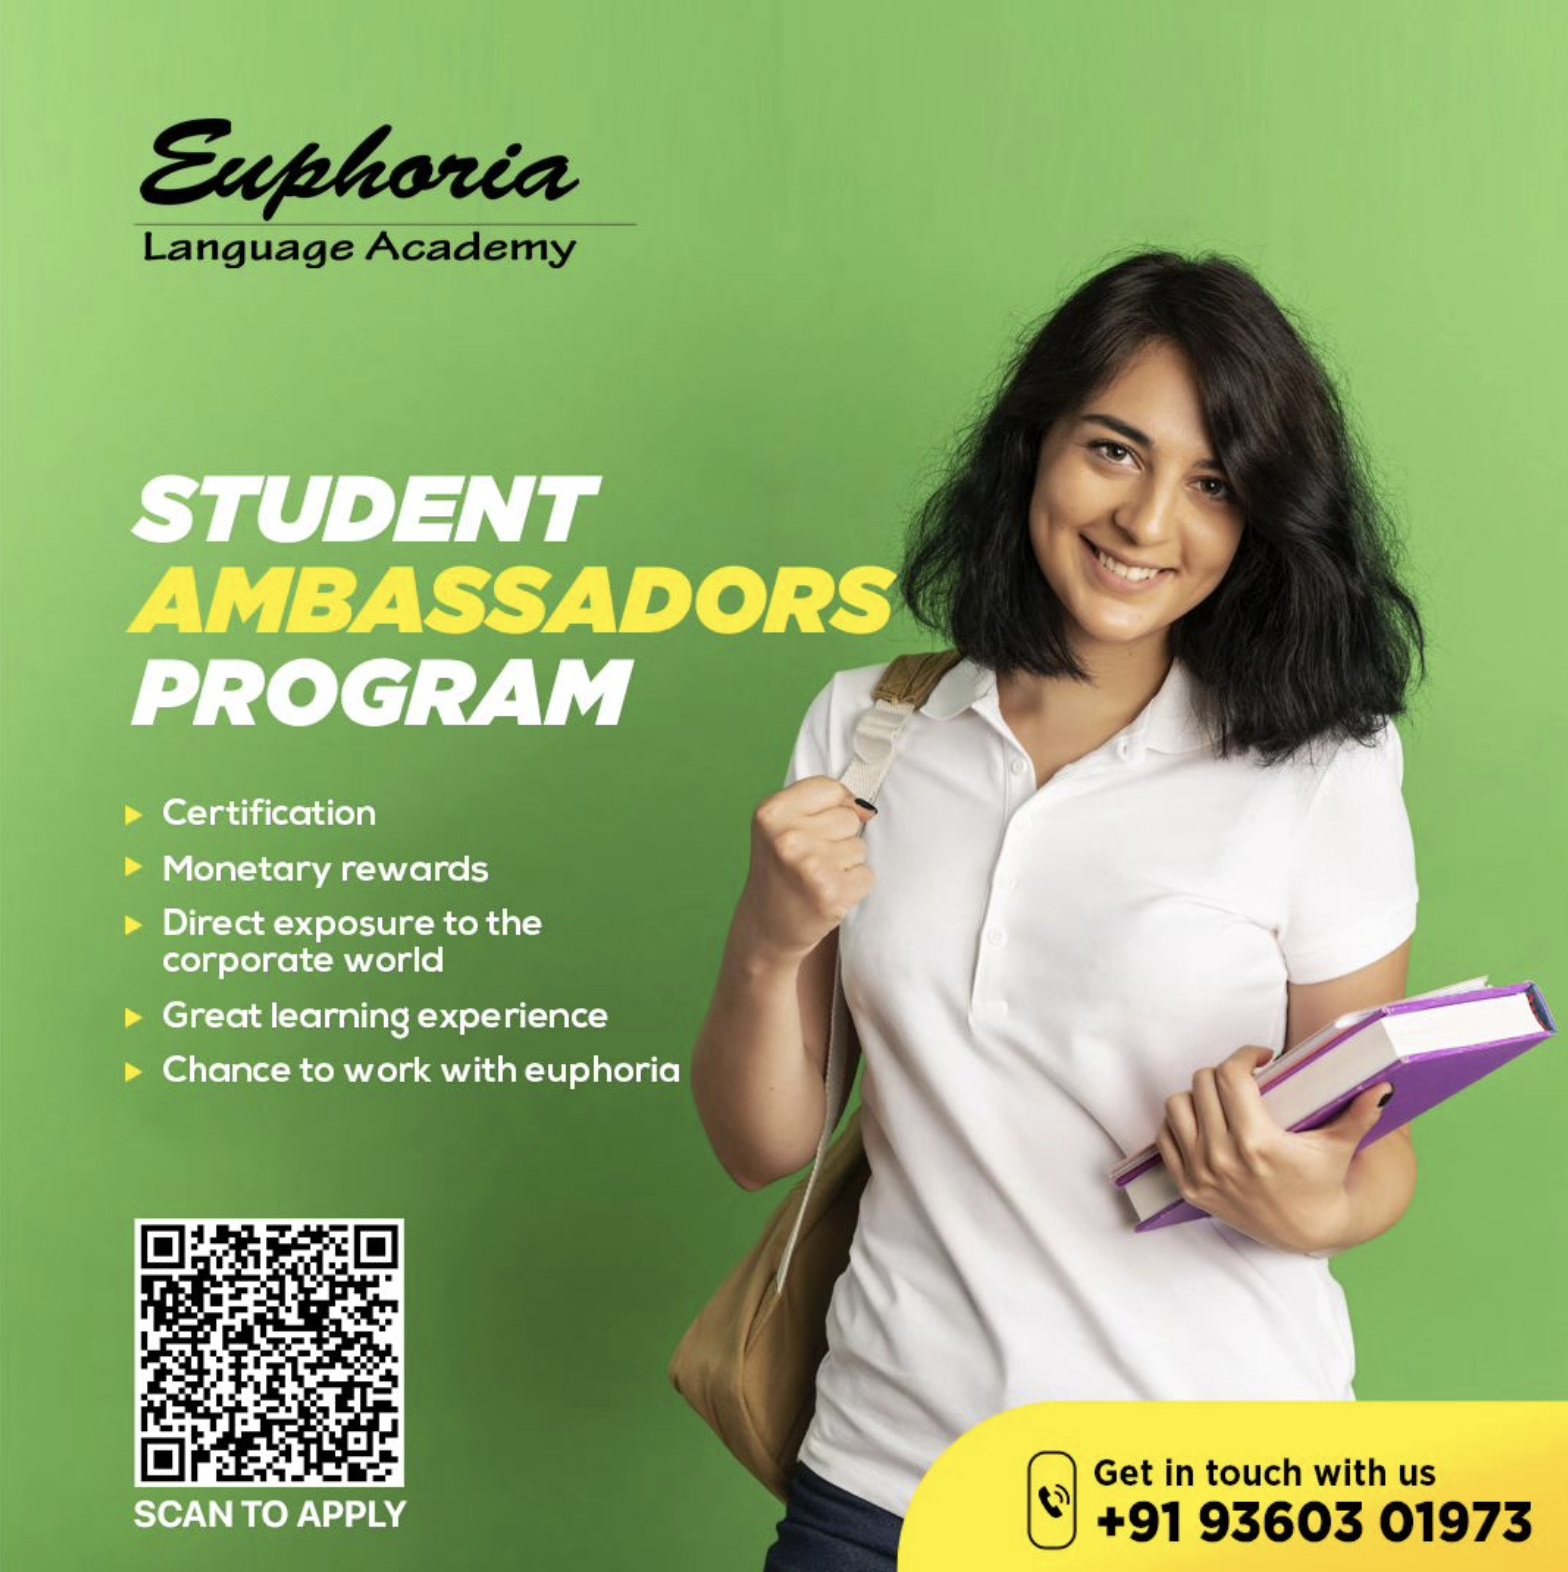 Euphoria
Language Academy
STUDENT
AMBASSADORS
PROGRAM
Certification
Monetary rewards
Direct exposure to the
corporate world
Great learning experience
Chance to work with euphoria
SCAN TO APPLY
Get in touch with us
+91 93603 01973